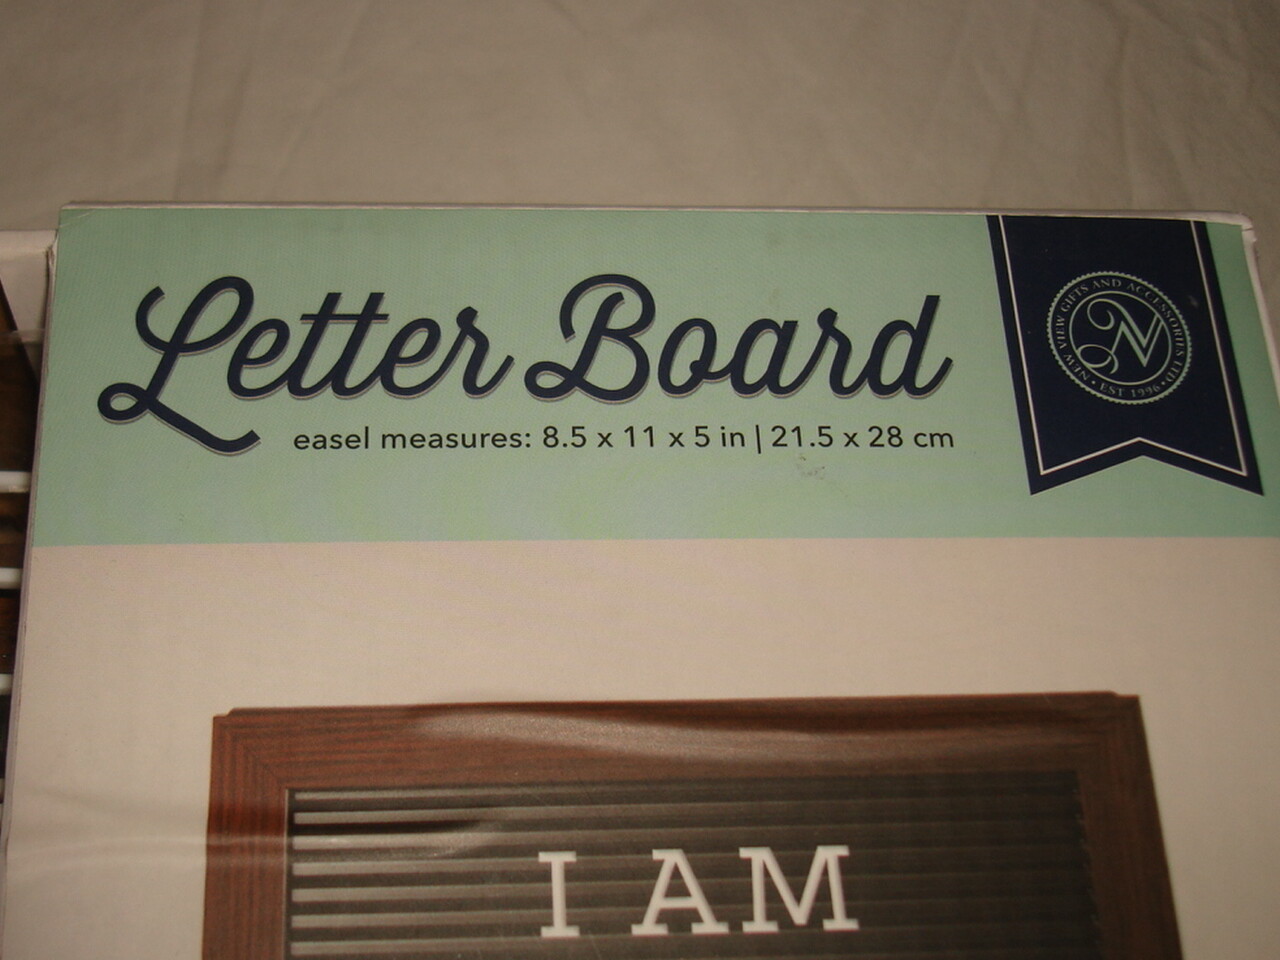 Letter Board
easel measures: 8.5 x 11 x 5 in | 21.5 x 28 cm
NEW VIEW GIFTS AND ACCESSORIES LTD
• EST 1996 •
N
I AM